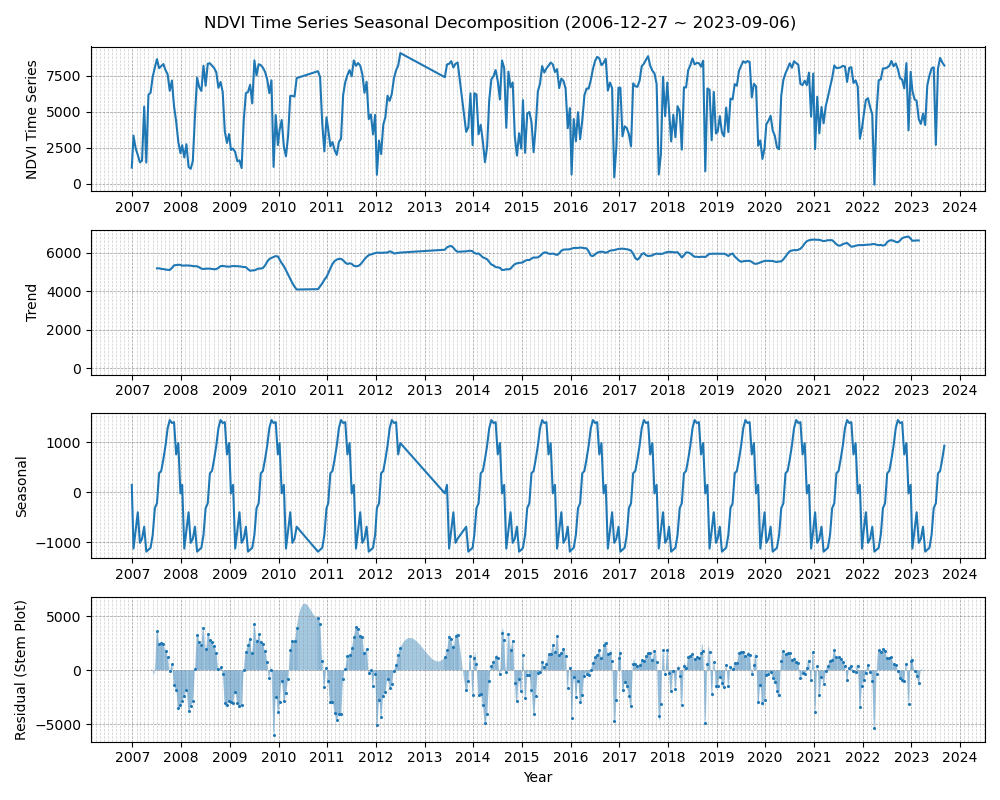 NDVI Time Series Seasonal Decomposition (2006-12-27 ~ 2023-09-06)
NDVI Time Series
7500
5000
2500
0
2007 2008 2009 2010 2011 2012 2013 2014 2015 2016 2017 2018 2019 2020 2021 2022 2023 2024
Trend
6000
4000
2000
0
2007 2008 2009 2010 2011 2012 2013 2014 2015 2016 2017 2018 2019 2020 2021 2022 2023 2024
Seasonal
1000
0
−1000
2007 2008 2009 2010 2011 2012 2013 2014 2015 2016 2017 2018 2019 2020 2021 2022 2023 2024
Residual (Stem Plot)
5000
0
−5000
2007 2008 2009 2010 2011 2012 2013 2014 2015 2016 2017 2018 2019 2020 2021 2022 2023 2024
Year